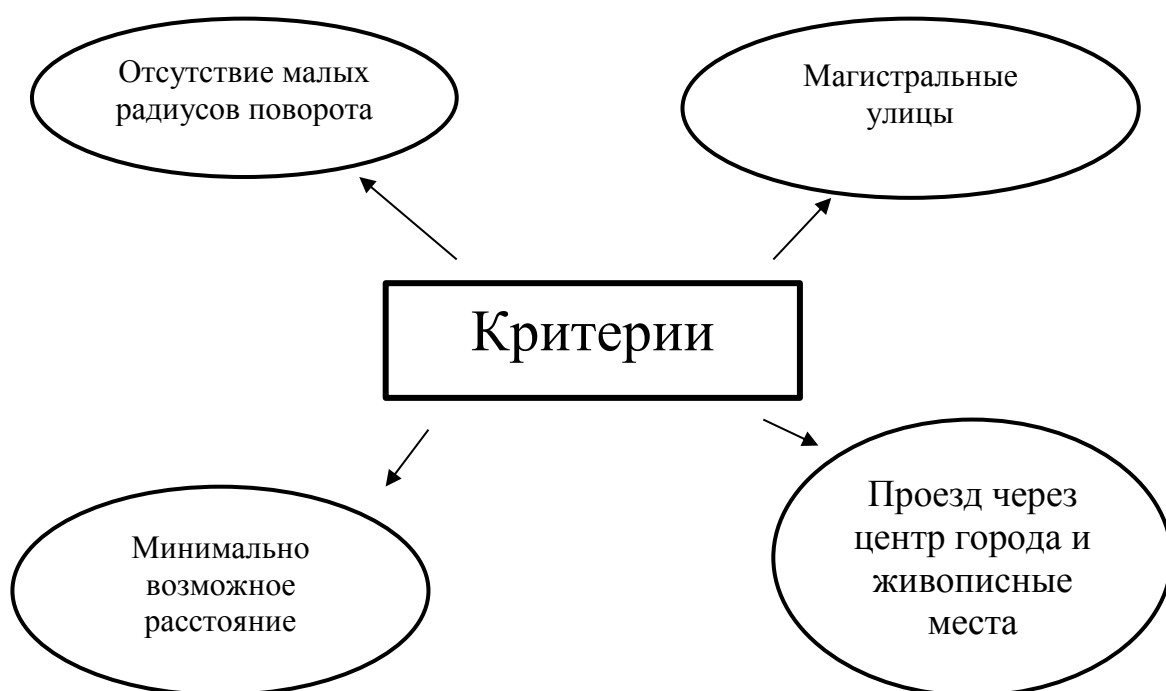 Отсутствие малых
радиусов поворота
Магистральные
улицы
Критерии
Минимально
возможное
расстояние
Проезд через
центр города и
живописные
места